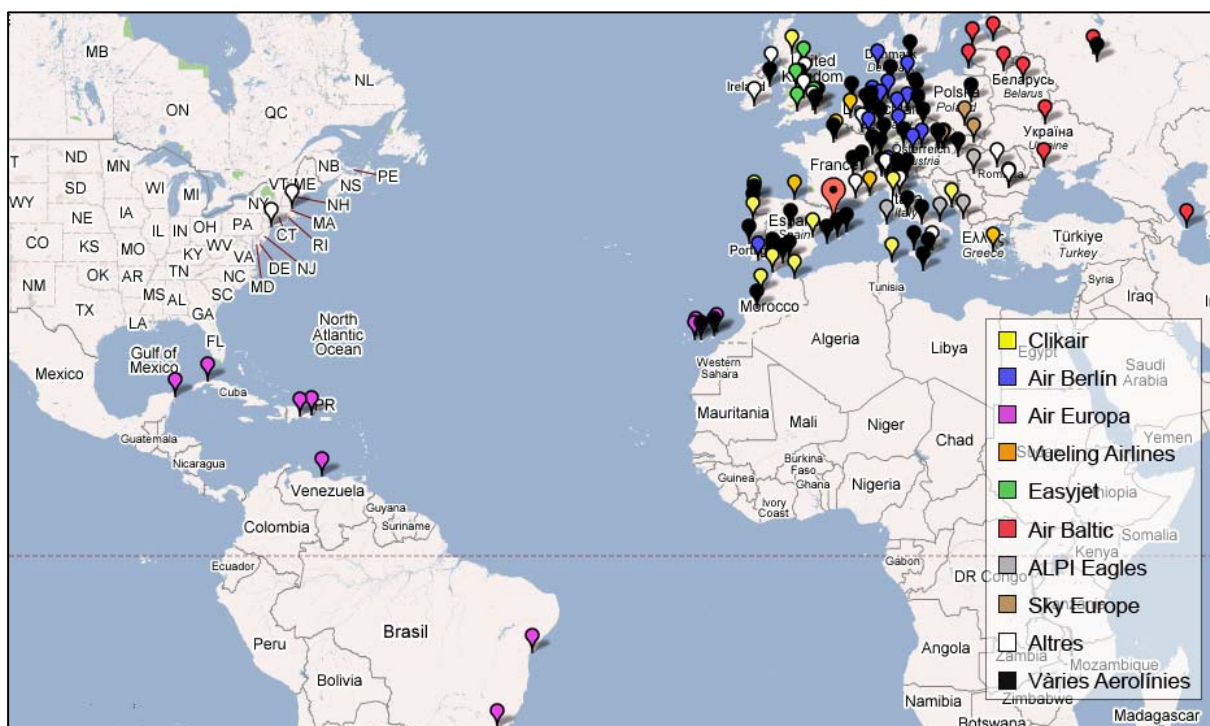 MB
ON
QC
NL
ND
MN
NB
PE
NS
VT
ME
SD
WI
MI
NY
NH
WY
NE
IA
MA
RI
CT
PA
OH
IL
IN
NJ
DE
MD
CO
KS
MO
WV
VA
KY
OK
AR
TN
NC
NM
MS
AL
SC
GA
TX
LA
FL
North
Atlantic
Ocean
Gulf of
Mexico
Mexico
Cuba
PR
Guatemala
Nicaragua
Venezuela
Guyana
Suriname
Colombia
Ecuador
Brasil
Peru
Bolivia
United
Kingdom
Ireland
Denmark
Polska
Poland
Беларусь
Belarus
Україна
Ukraine
Österreich
Austria
France
Romania
Italy
Spain
Portugal
Ελλάς
Greece
Türkiye
Turkey
Syria
Iraq
Tunisia
Morocco
Algeria
Libya
Egypt
Western
Sahara
Saudi
Arabia
Mauritania
Mali
Niger
Chad
Sudan
Yemen
Burkina
Faso
Guinea
Ghana
Nigeria
Ivory
Coast
Ethiopia
Somalia
Kenya
Gabon
DR Congo
Tanzania
Angola
Zambia
Mozambique
Namibia
Zimbabwe
Botswana
Madagascar
Clikair
Air Berlín
Air Europa
Vueling Airlines
Easyjet
Air Baltic
ALPI Eagles
Sky Europe
Altres
Vàries Aerolínies